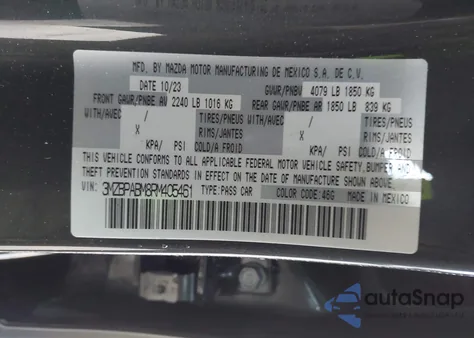 MFD. BY MAZDA MOTOR MANUFACTURING DE MEXICO S.A. DE C.V.
DATE 10/23 GVWR/PNBV 4079 LB 1850 KG
FRONT GAWR/PNBE AV 2240 LB 1016 KG REAR GAWR/PNBE AR 1850 LB 839 KG
WITH/AVEC / TIRES/PNEUS WITH/AVEC / TIRES/PNEUS
X RIMS/JANTES X RIMS/JANTES
KPA/ PSI COLD/A FROID KPA/ PSI COLD/A FROID
THIS VEHICLE CONFORMS TO ALL APPLICABLE FEDERAL MOTOR VEHICLE SAFETY, BUMPER AND
THEFT PREVENTION STANDARDS IN EFFECT ON THE DATE OF MANUFACTURE SHOWN ABOVE.
VIN: 3MZBPABM8RM405461 TYPE: PASS CAR COLOR CODE: 46G MADE IN MEXICO
autoSnap